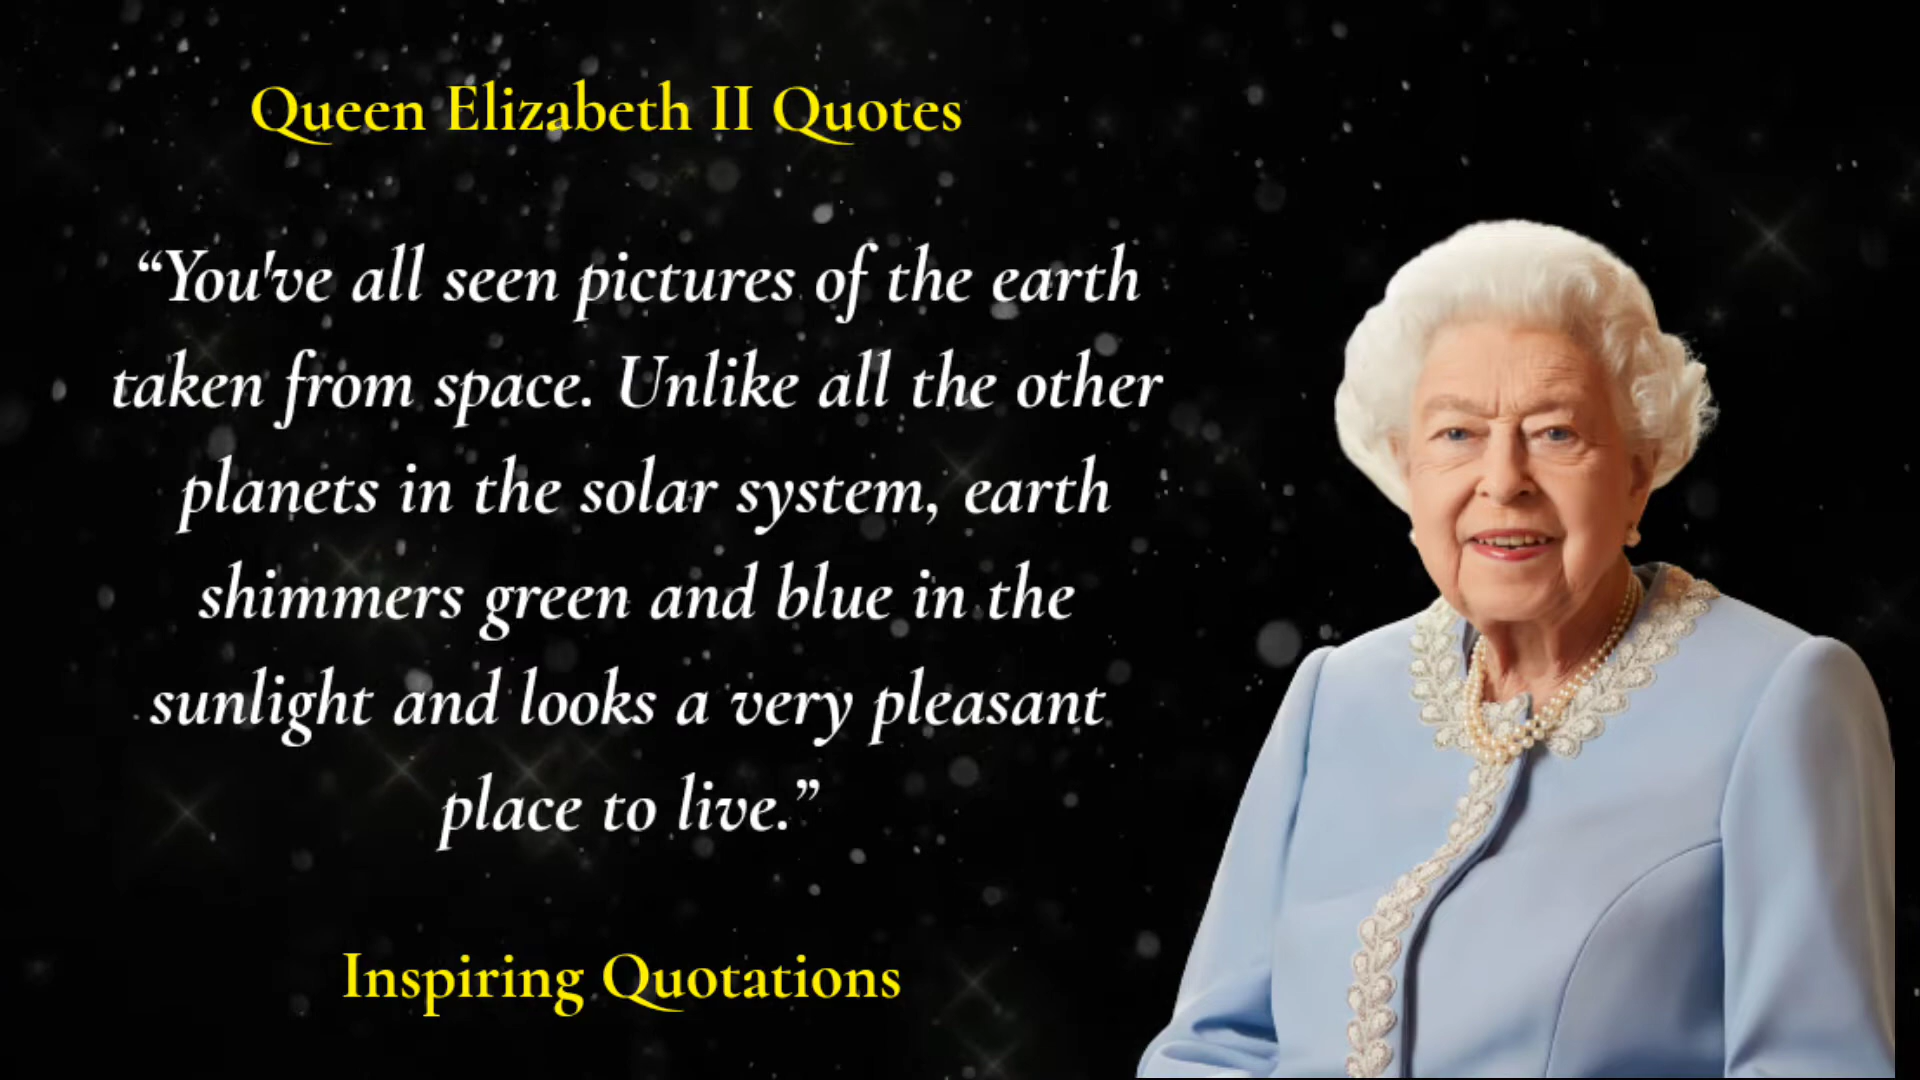 Queen Elizabeth II Quotes
“You've all seen pictures of the earth
taken from space. Unlike all the other
planets in the solar system, earth
shimmers green and blue in the
sunlight and looks a very pleasant
place to live.”
Inspiring Quotations